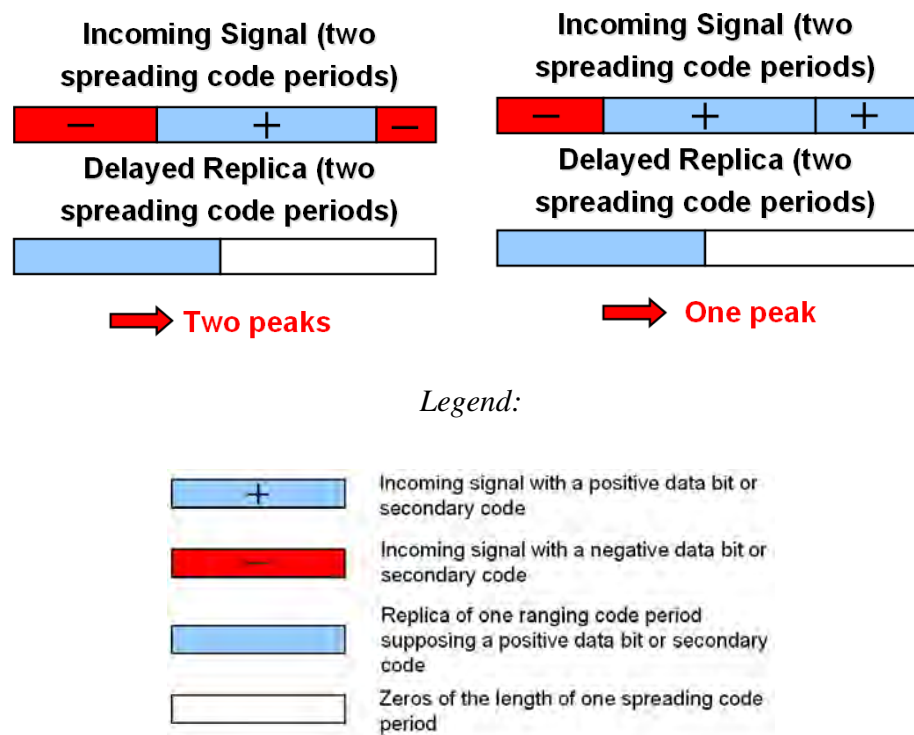 Incoming Signal (two
spreading code periods)
− + −
Delayed Replica (two
spreading code periods)
Two peaks
Incoming Signal (two
spreading code periods)
− + +
Delayed Replica (two
spreading code periods)
One peak
Legend:
+
Incoming signal with a positive data bit or
secondary code
−
Incoming signal with a negative data bit or
secondary code
Replica of one ranging code period
supposing a positive data bit or secondary
code
Zeros of the length of one spreading code
period